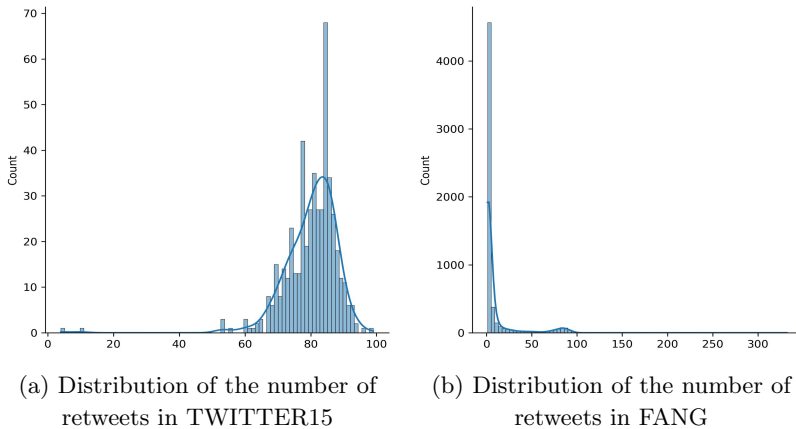 70
60
50
40
30
20
10
0
Count
0 20 40 60 80 100
4000
3000
2000
1000
0
Count
0 50 100 150 200 250 300
(a) Distribution of the number of
retweets in TWITTER15
(b) Distribution of the number of
retweets in FANG